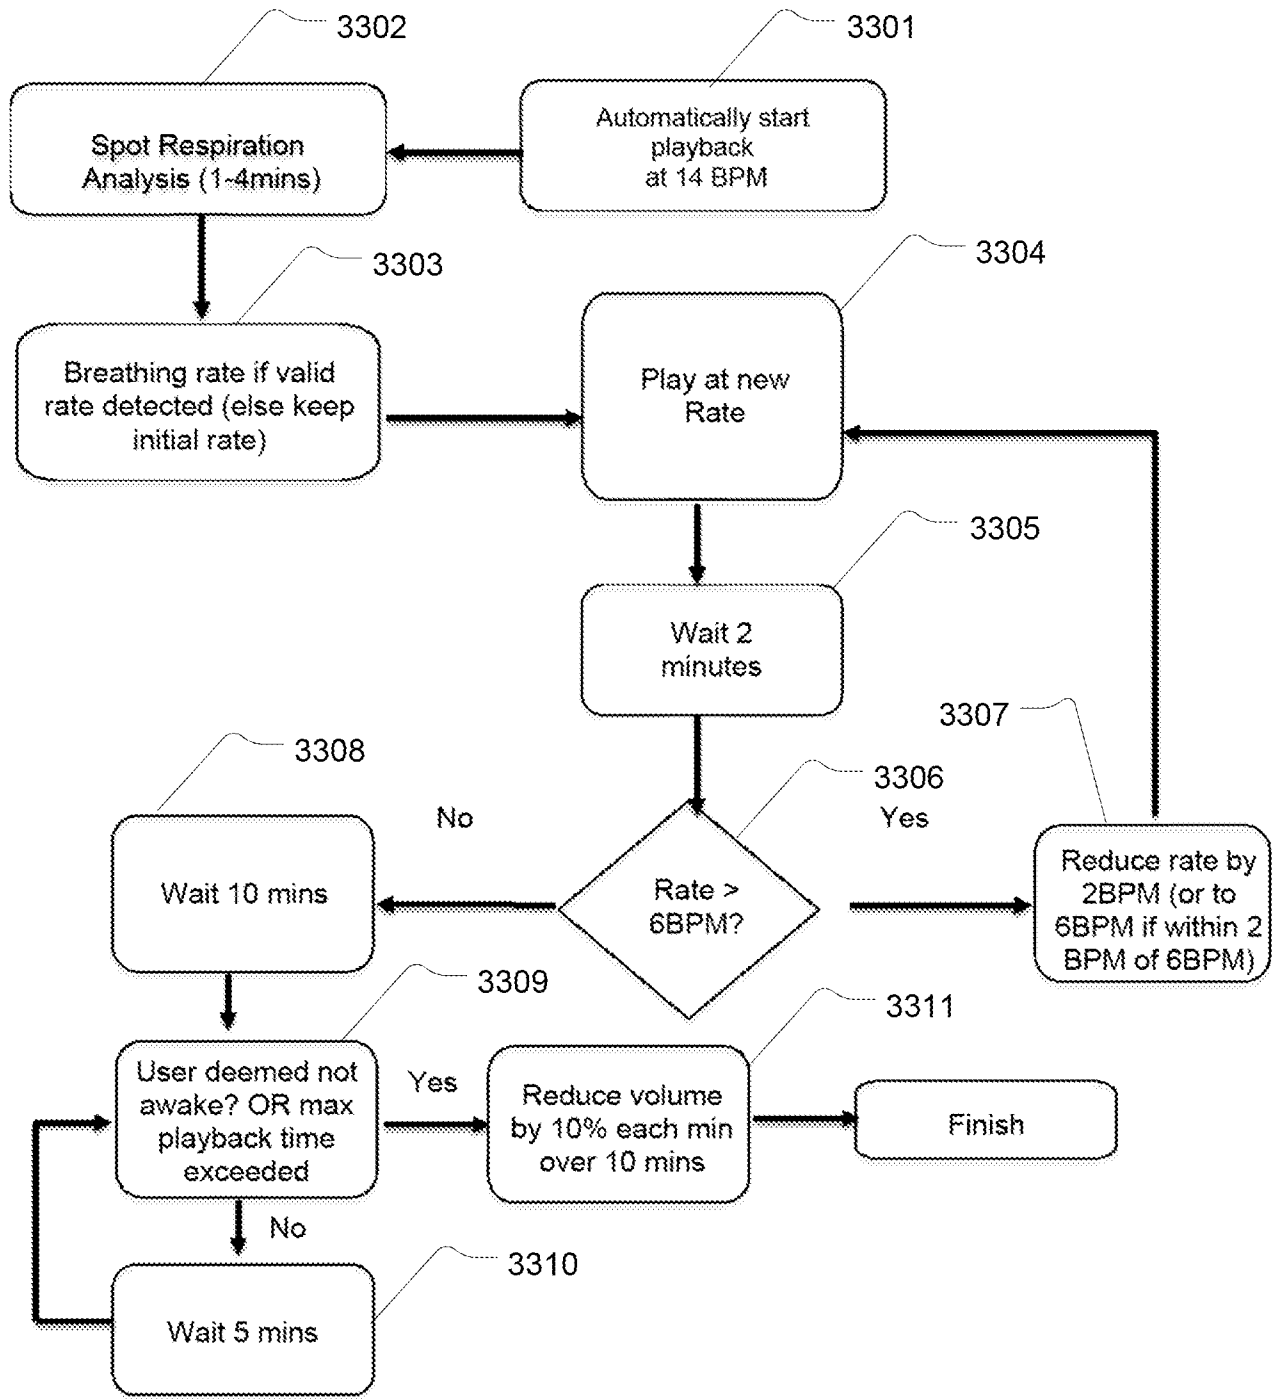 3302
3301
Spot Respiration
Analysis (1-4mins)
Automatically start
playback
at 14 BPM
3303
3304
Breathing rate if valid
rate detected (else keep
initial rate)
Play at new
Rate
3305
Wait 2
minutes
3307
3308
3306
No
Yes
Wait 10 mins
Rate >
6BPM?
Reduce rate by
2BPM (or to
6BPM if within 2
BPM of 6BPM)
3309
3311
User deemed not
awake? OR max
playback time
exceeded
Yes
Reduce volume
by 10% each min
over 10 mins
Finish
No
3310
Wait 5 mins